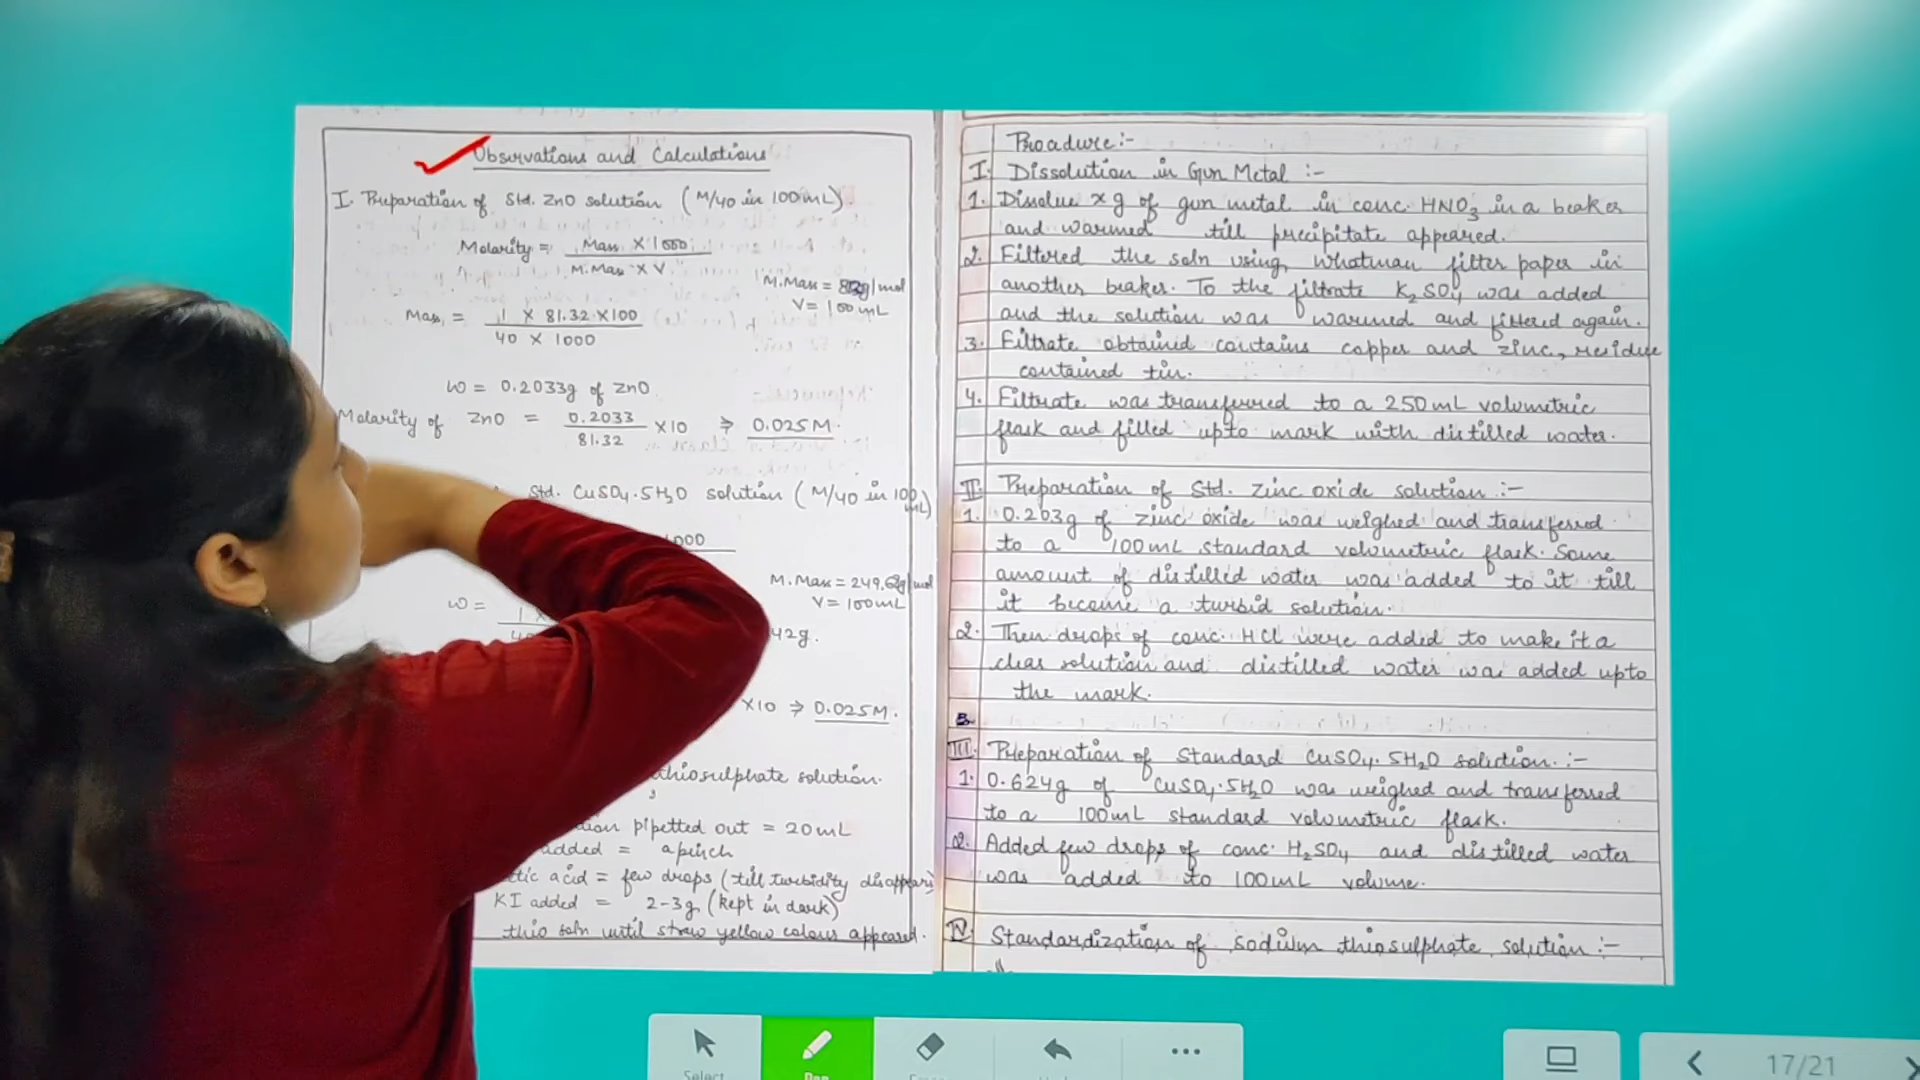 Observations and Calculations
I. Preparation of Std. ZnO solution (M/40 in 100mL)
Molarity = Mass X 1000
M.Mass X V
M.Mass = g/mol
V = 100mL
Mass = 1 X 81.32 X 100
40 X 1000
W = 0.2033g of ZnO
Molarity of ZnO = 0.2033 X10 ⇒ 0.025M.
81.32
Std. CuSO4.5H2O solution (M/40 in 100
mL)
000
M.Mass = 249.68g/mol
V = 100mL
W = 1 X
42g.
X10 ⇒ 0.025M.
thiosulphate solution.
pipetted out = 20mL
added = a pinch
tic acid = few drops (till turbidity disappears)
KI added = 2-3g (kept in dark)
this soln until straw yellow colour appeared.
Procedure:-
I. Dissolution in Gun Metal :-
1. Dissolve x g of gun metal in conc. HNO3 in a beaker
and warmed till precipitate appeared.
2. Filtered the soln using whatman filter paper in
another beaker. To the filtrate K2SO4 was added
and the solution was warmed and filtered again.
3. Filtrate obtained contains copper and zinc, residue
contained tin.
4. Filtrate was transferred to a 250mL volumetric
flask and filled upto mark with distilled water.
II. Preparation of Std. Zinc oxide solution :-
1. 0.203g of zinc oxide was weighed and transferred
to a 100mL standard volumetric flask. Some
amount of distilled water was added to it till
it became a turbid solution.
2. Then drops of conc. HCl were added to make it a
clear solution and distilled water was added upto
the mark.
III. Preparation of Standard CuSO4.5H2O solution :-
1. 0.624g of CuSO4.5H2O was weighed and transferred
to a 100mL standard volumetric flask.
2. Added few drops of conc. H2SO4 and distilled water
was added to 100mL volume.
IV. Standardization of sodium thiosulphate solution :-
Select
Pen
17/21